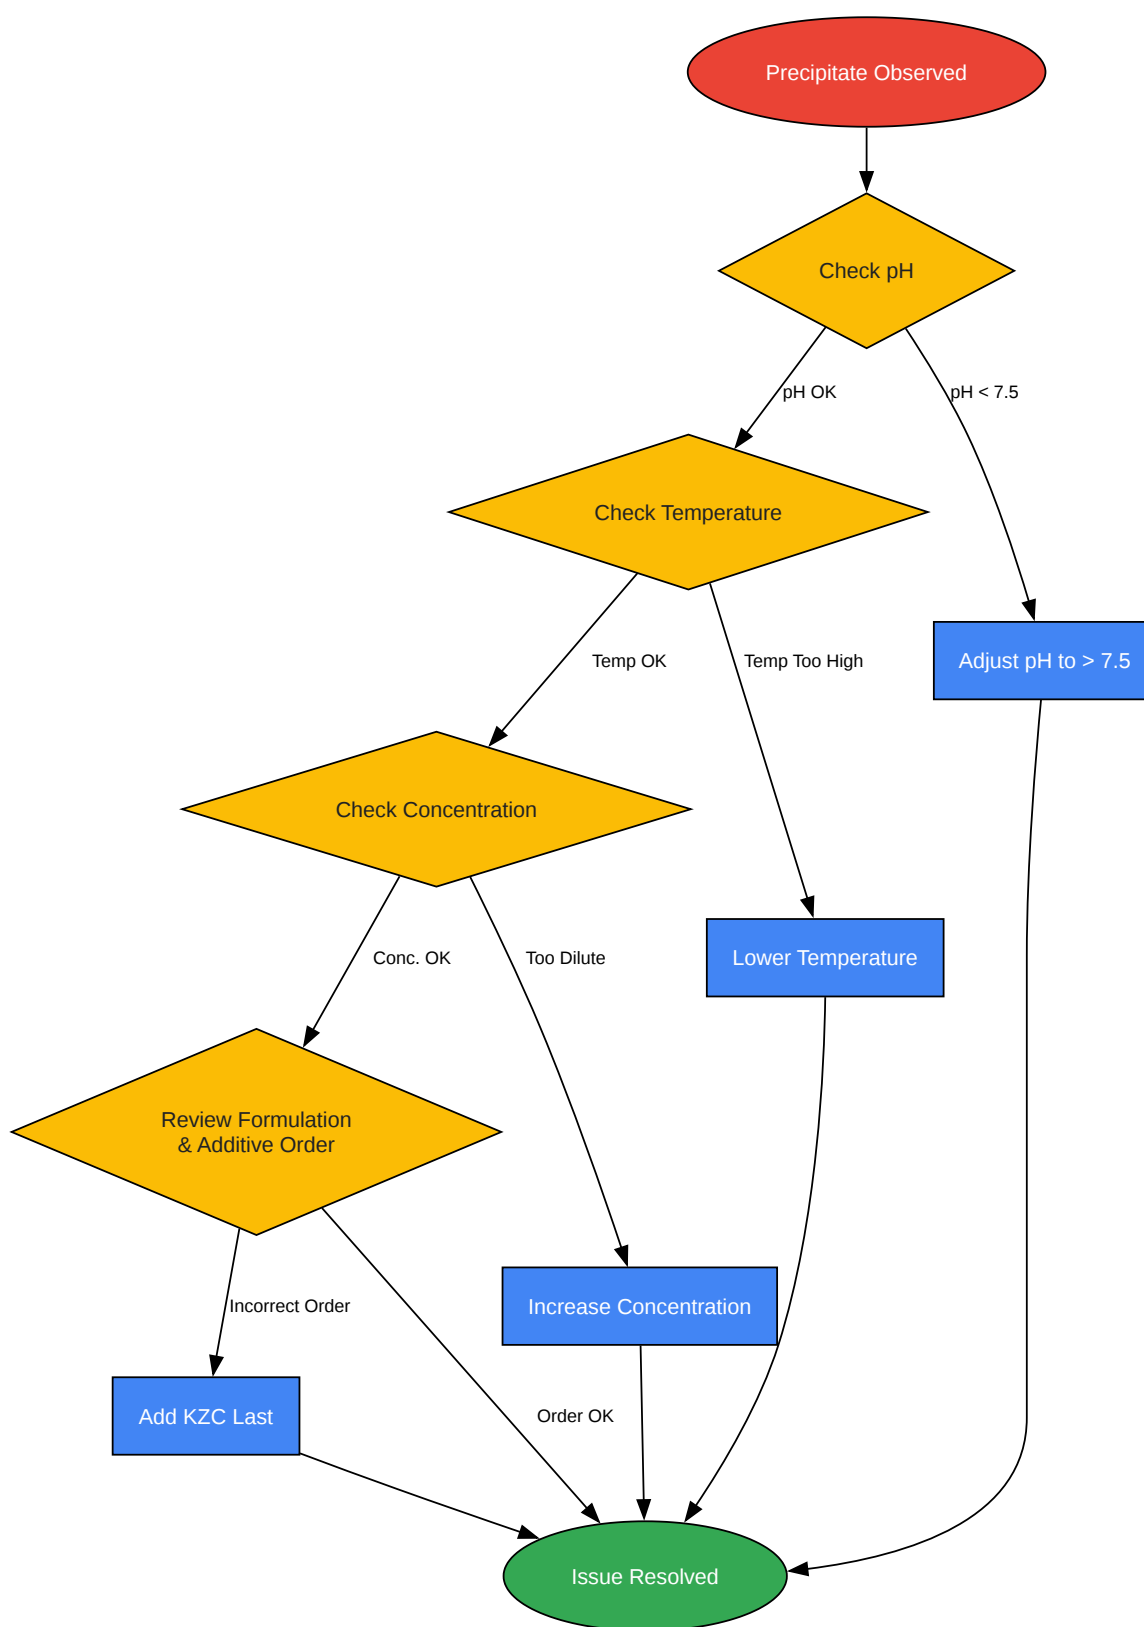 Precipitate Observed
Check pH
pH OK
pH < 7.5
Check Temperature
Temp OK
Temp Too High
Adjust pH to > 7.5
Check Concentration
Conc. OK
Too Dilute
Lower Temperature
Review Formulation
& Additive Order
Incorrect Order
Increase Concentration
Add KZC Last
Order OK
Issue Resolved